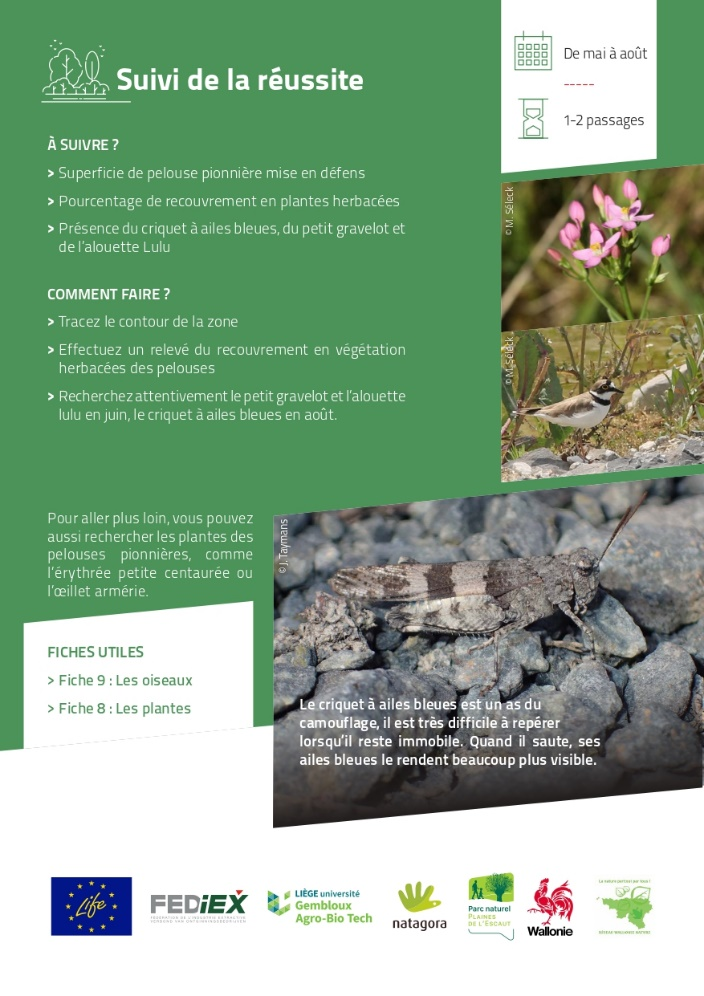 Suivi de la réussite
De mai à août
-----
1-2 passages
À SUIVRE ?
> Superficie de pelouse pionnière mise en défens
> Pourcentage de recouvrement en plantes herbacées
> Présence du criquet à ailes bleues, du petit gravelot et
de l'alouette Lulu
COMMENT FAIRE ?
> Tracez le contour de la zone
> Effectuez un relevé du recouvrement en végétation
herbacées des pelouses
> Recherchez attentivement le petit gravelot et l'alouette
lulu en juin, le criquet à ailes bleues en août.
© M. Séleck
© M. Séleck
Pour aller plus loin, vous pouvez
aussi rechercher les plantes des
pelouses pionnières, comme
l'érythrée petite centaurée ou
l'œillet armérie.
© J. Taymans
FICHES UTILES
> Fiche 9 : Les oiseaux
> Fiche 8 : Les plantes
Le criquet à ailes bleues est un as du
camouflage, il est très difficile à repérer
lorsqu'il reste immobile. Quand il saute, ses
ailes bleues le rendent beaucoup plus visible.
Life
FEDIEX
LIÈGE université
Gembloux
Agro-Bio Tech
natagora
Parc naturel
PLAINES
DE L'ESCAUT
Wallonie